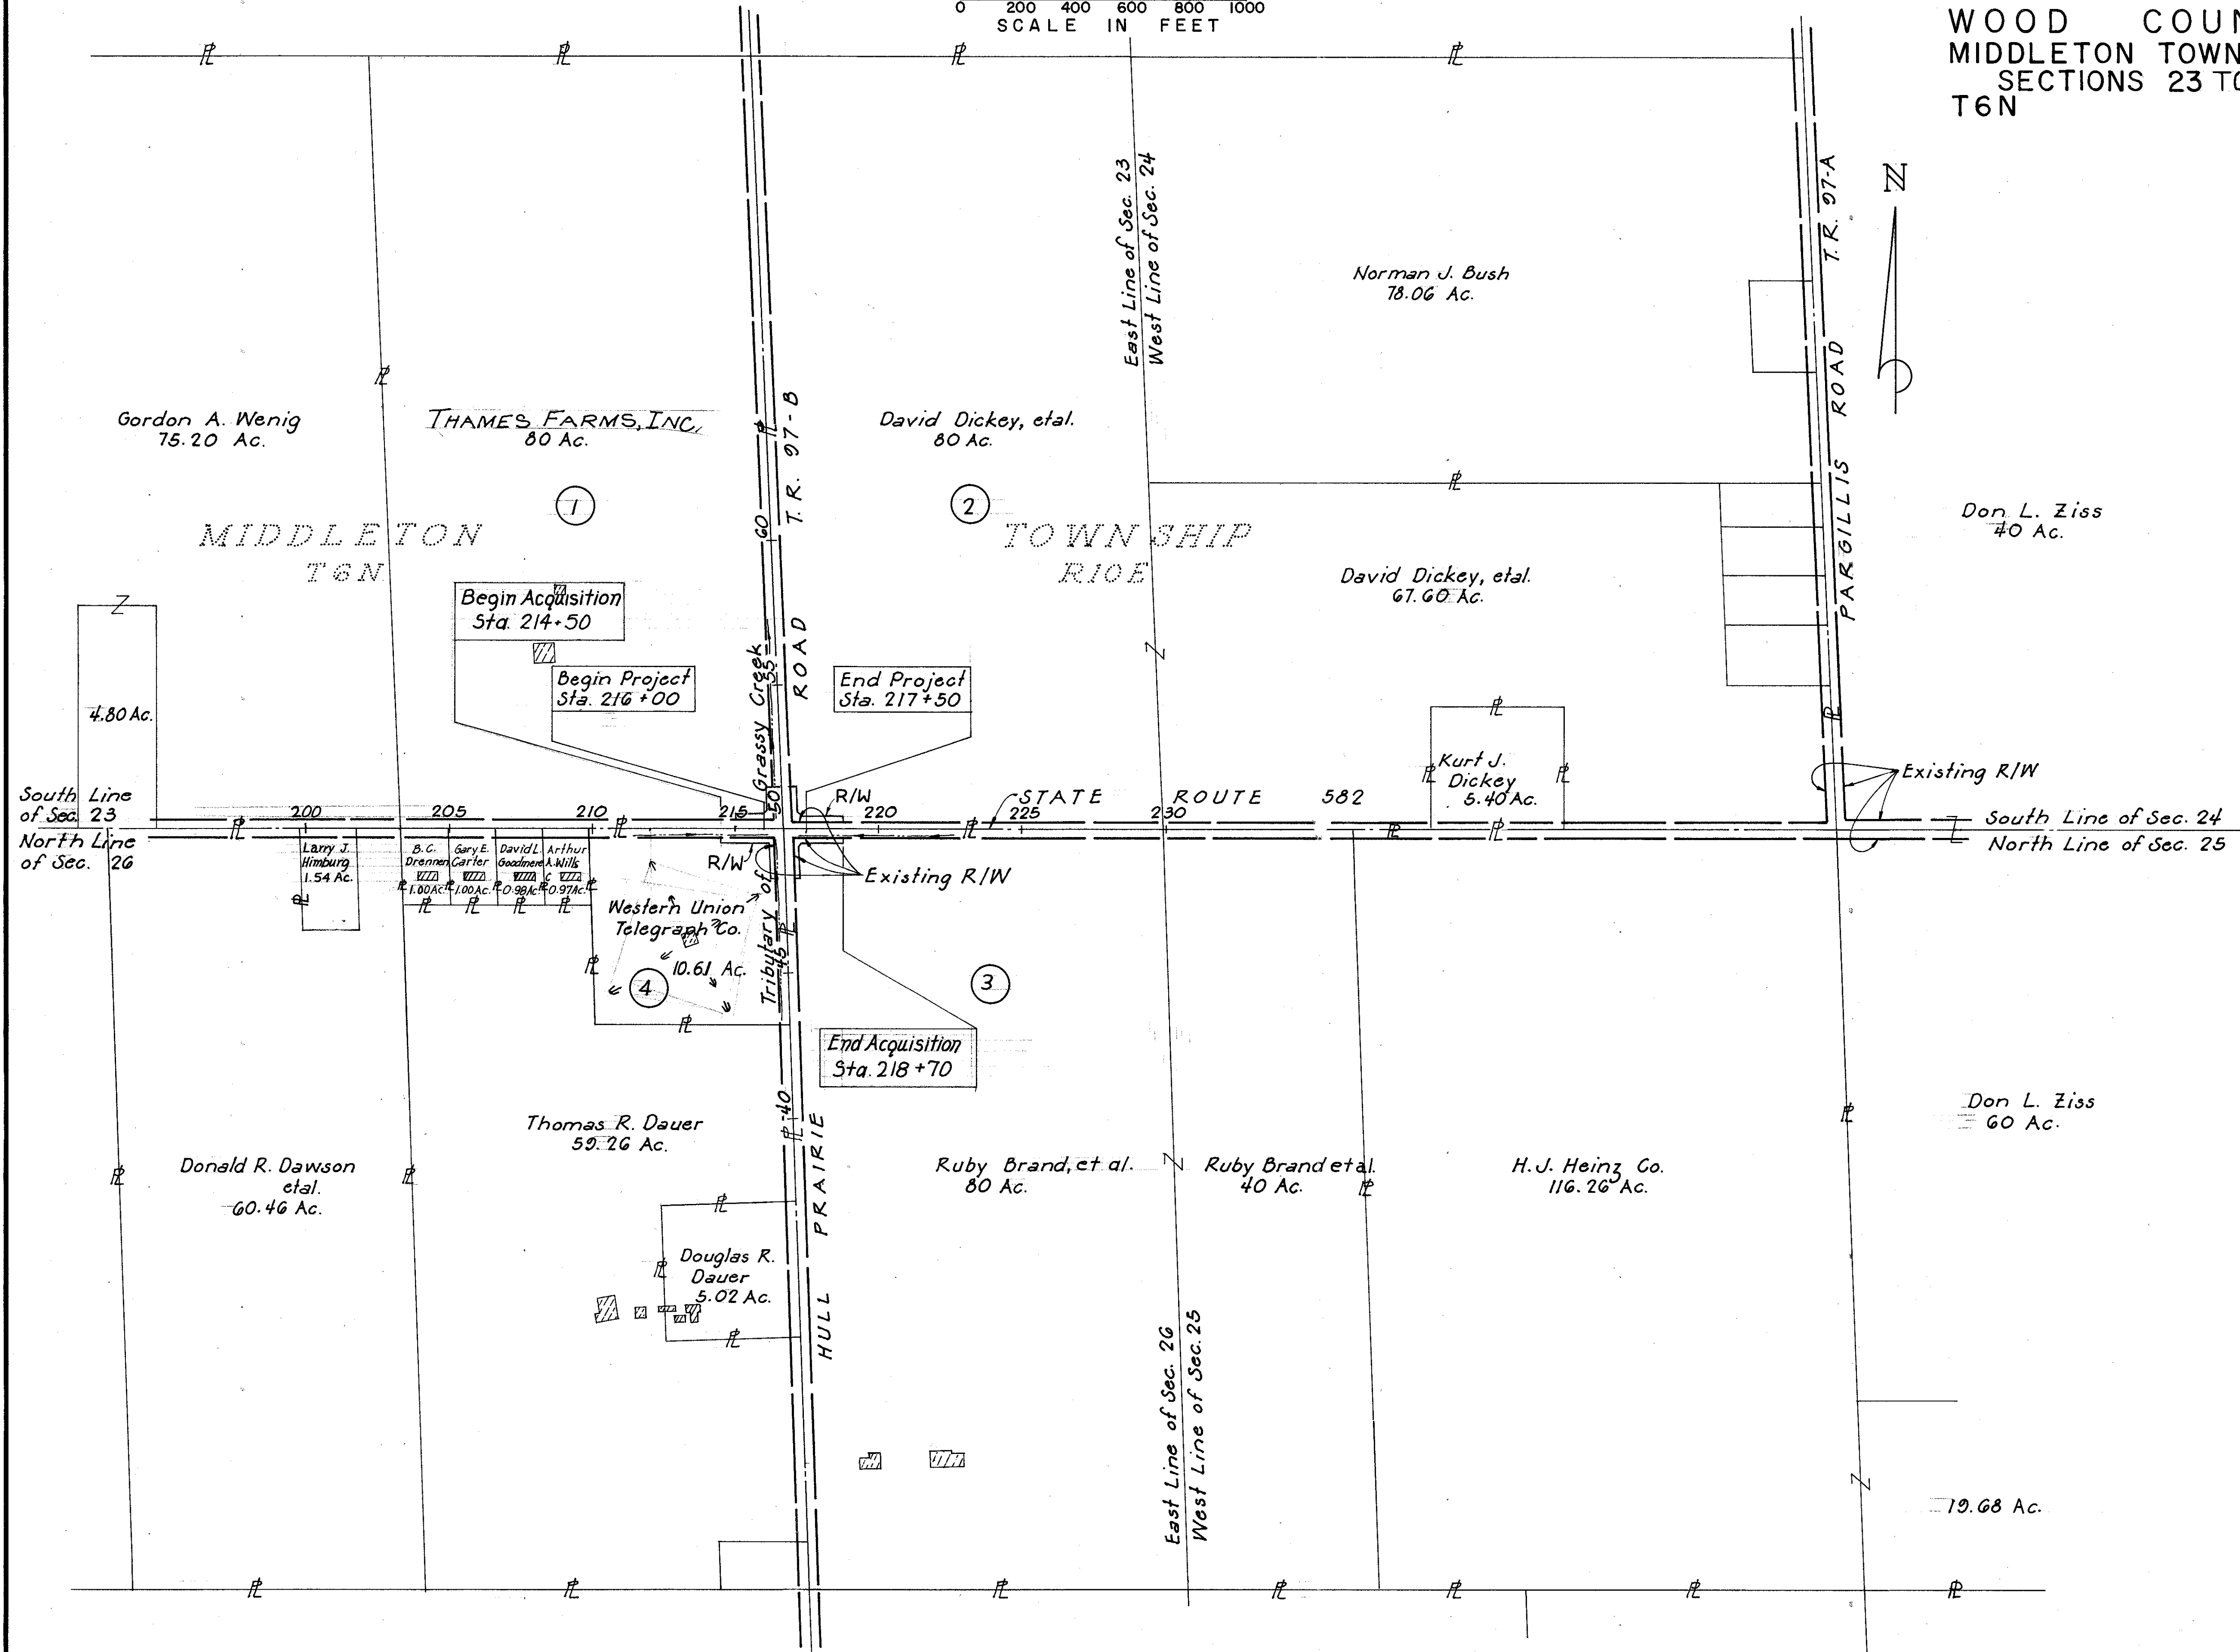 0 200 400 600 800 1000
SCALE IN FEET
WOOD COUN
MIDDLETON TOWN
SECTIONS 23 TO
T6N
N
East Line of Sec. 23
West Line of Sec. 24
T.R. 97-A
PARGILLIS ROAD
Norman J. Bush
78.06 Ac.
Gordon A. Wenig
75.20 Ac.
THAMES FARMS, INC.
80 Ac.
1
T.R. 97-B
60
David Dickey, etal.
80 Ac.
2
MIDDLETON
T6N
TOWNSHIP
R10E
Don L. Ziss
40 Ac.
David Dickey, etal.
67.60 Ac.
Begin Acquisition
Sta. 214+50
Begin Project
Sta. 216+00
End Project
Sta. 217+50
ROAD
55
Tributary of Grassy Creek
4.80 Ac.
Kurt J.
Dickey
5.40 Ac.
Existing R/W
R/W
STATE ROUTE 582
South Line
of Sec. 23
North Line
of Sec. 26
200 205 210 215 50 220 225 230
South Line of Sec. 24
North Line of Sec. 25
Larry J.
Himburg
1.54 Ac.
B.C.
Drennen
1.00 Ac.
Gary E.
Carter
1.00 Ac.
David L.
Goodmere
0.98 Ac.
Arthur
A. Wills
0.97 Ac.
R/W
Existing R/W
Western Union
Telegraph Co.
10.61 Ac.
4
45
3
End Acquisition
Sta. 218+70
40
Thomas R. Dauer
59.26 Ac.
HULL PRAIRIE
Donald R. Dawson
etal.
60.46 Ac.
Ruby Brand, et al.
80 Ac.
Ruby Brand etal.
40 Ac.
H.J. Heinz Co.
116.26 Ac.
Don L. Ziss
60 Ac.
Douglas R.
Dauer
5.02 Ac.
East Line of Sec. 26
West Line of Sec. 25
19.68 Ac.